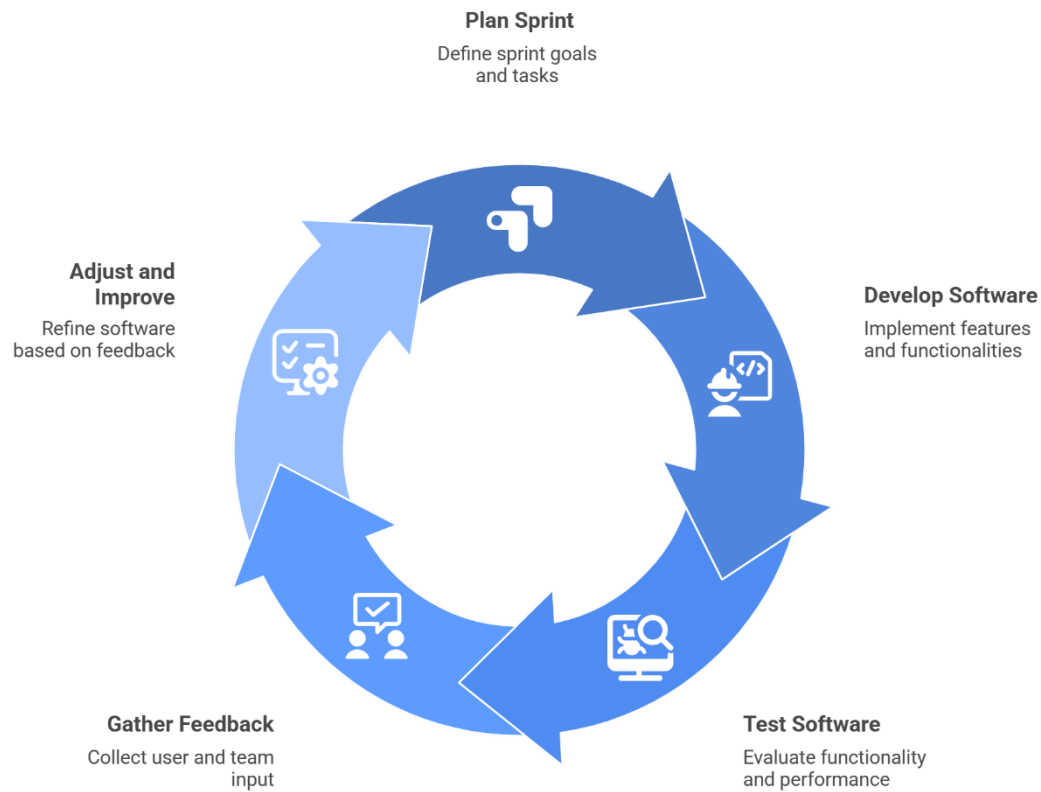 Plan Sprint
Define sprint goals
and tasks
Develop Software
Implement features
and functionalities
Test Software
Evaluate functionality
and performance
Gather Feedback
Collect user and team
input
Adjust and
Improve
Refine software
based on feedback
</>